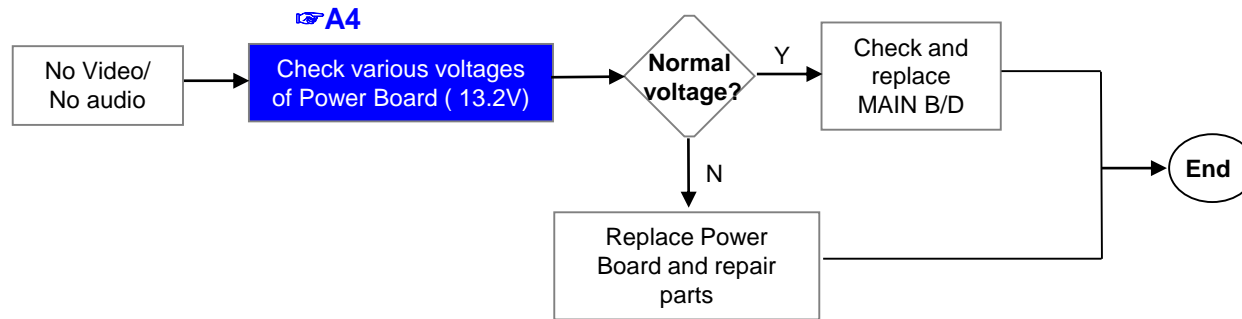 ☞A4
No Video/
No audio
Check various voltages
of Power Board ( 13.2V)
Normal
voltage?
Y
Check and
replace
MAIN B/D
N
Replace Power
Board and repair
parts
End